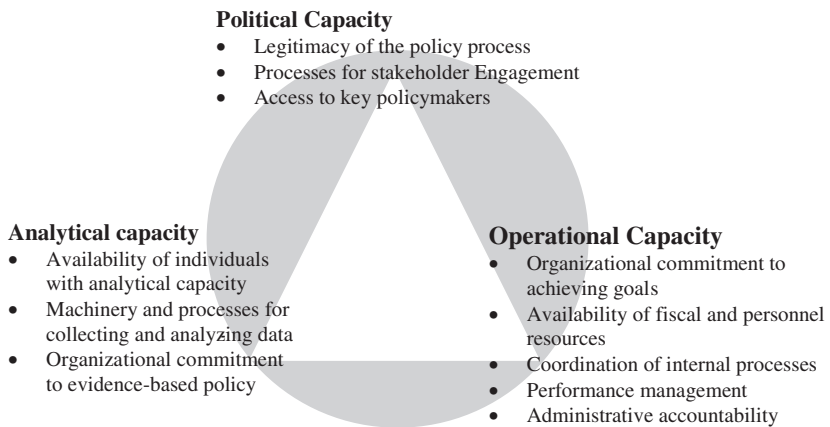 Political Capacity
• Legitimacy of the policy process
• Processes for stakeholder Engagement
• Access to key policymakers
Analytical capacity
• Availability of individuals
with analytical capacity
• Machinery and processes for
collecting and analyzing data
• Organizational commitment
to evidence-based policy
Operational Capacity
• Organizational commitment to
achieving goals
• Availability of fiscal and personnel
resources
• Coordination of internal processes
• Performance management
• Administrative accountability